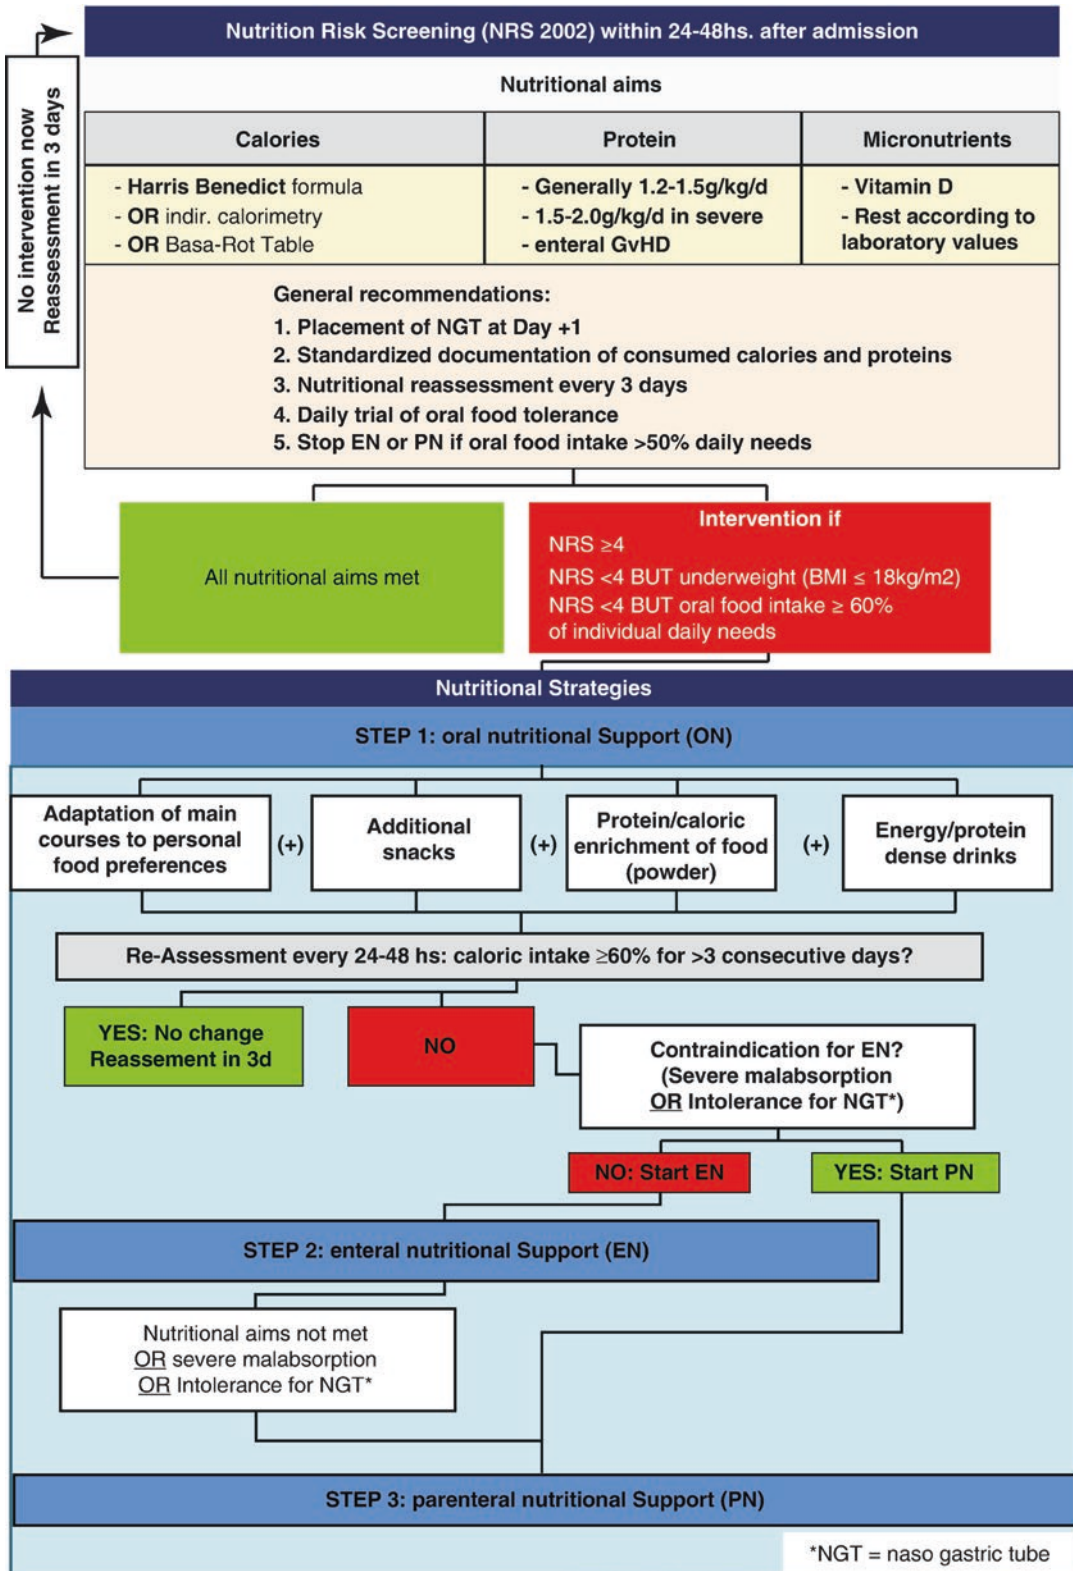 Nutrition Risk Screening (NRS 2002) within 24-48hs. after admission
No intervention now
Reassessment in 3 days
Nutritional aims
Calories
- Harris Benedict formula
- OR indir. calorimetry
- OR Basa-Rot Table
Protein
- Generally 1.2-1.5g/kg/d
- 1.5-2.0g/kg/d in severe
- enteral GvHD
Micronutrients
- Vitamin D
- Rest according to
laboratory values
General recommendations:
1. Placement of NGT at Day +1
2. Standardized documentation of consumed calories and proteins
3. Nutritional reassessment every 3 days
4. Daily trial of oral food tolerance
5. Stop EN or PN if oral food intake >50% daily needs
All nutritional aims met
Intervention if
NRS ≥4
NRS <4 BUT underweight (BMI ≤ 18kg/m2)
NRS <4 BUT oral food intake ≥ 60%
of individual daily needs
Nutritional Strategies
STEP 1: oral nutritional Support (ON)
Adaptation of main
courses to personal
food preferences
(+)
Additional
snacks
(+)
Protein/caloric
enrichment of food
(powder)
(+)
Energy/protein
dense drinks
Re-Assessment every 24-48 hs: caloric intake ≥60% for >3 consecutive days?
YES: No change
Reassement in 3d
NO
Contraindication for EN?
(Severe malabsorption
OR Intolerance for NGT*)
NO: Start EN
YES: Start PN
STEP 2: enteral nutritional Support (EN)
Nutritional aims not met
OR severe malabsorption
OR Intolerance for NGT*
STEP 3: parenteral nutritional Support (PN)
*NGT = naso gastric tube